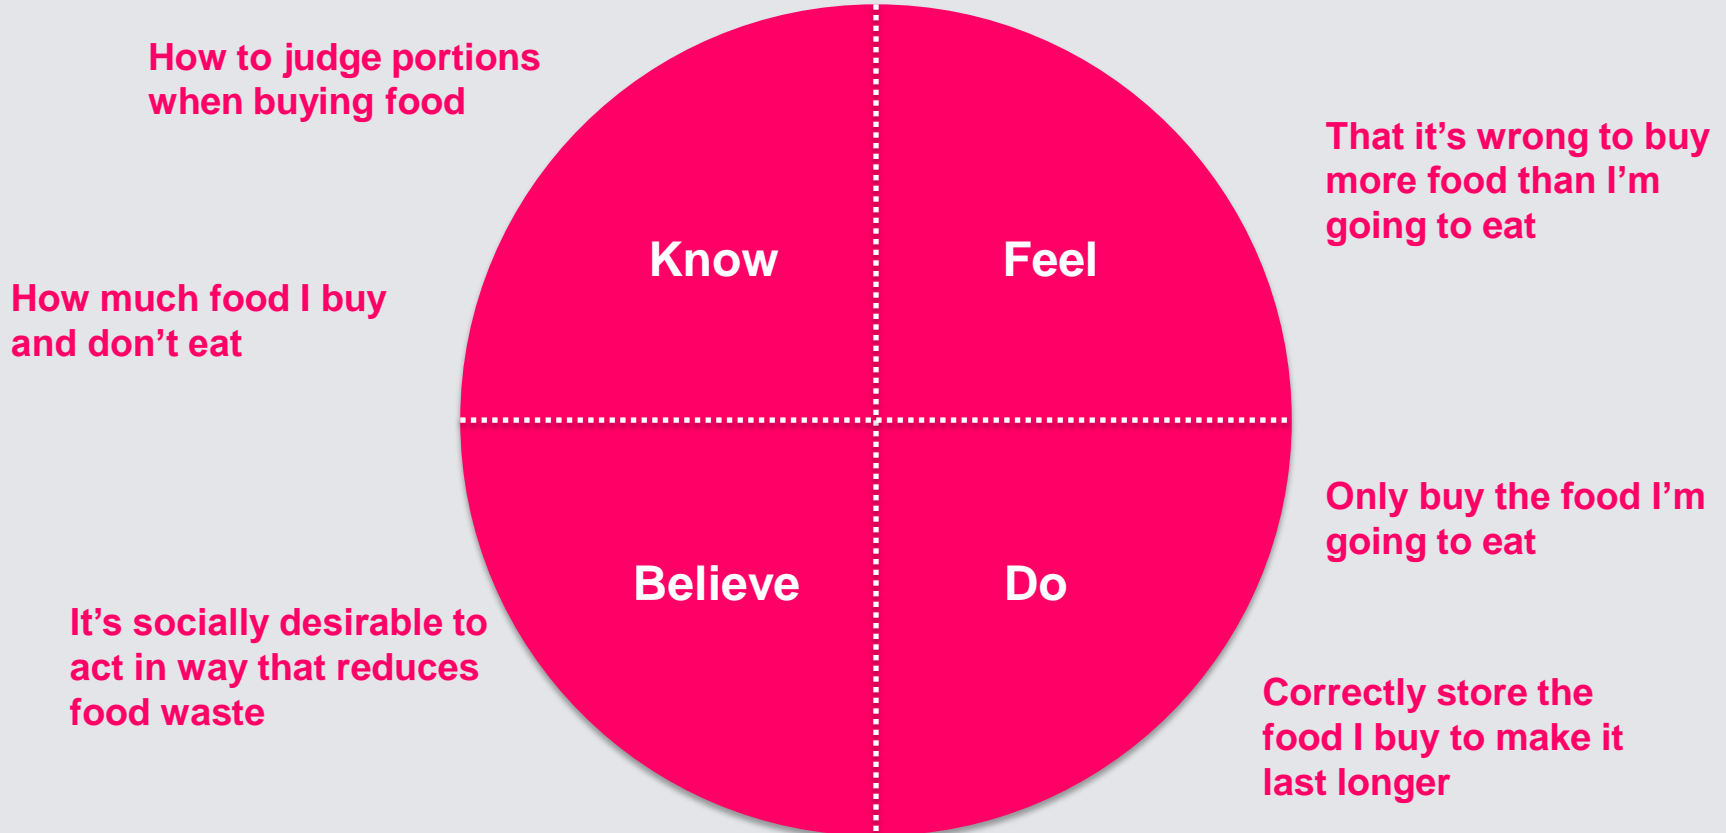 How to judge portions
when buying food
How much food I buy
and don’t eat
Know
Feel
That it’s wrong to buy
more food than I’m
going to eat
Believe
Do
It’s socially desirable to
act in way that reduces
food waste
Only buy the food I’m
going to eat
Correctly store the
food I buy to make it
last longer